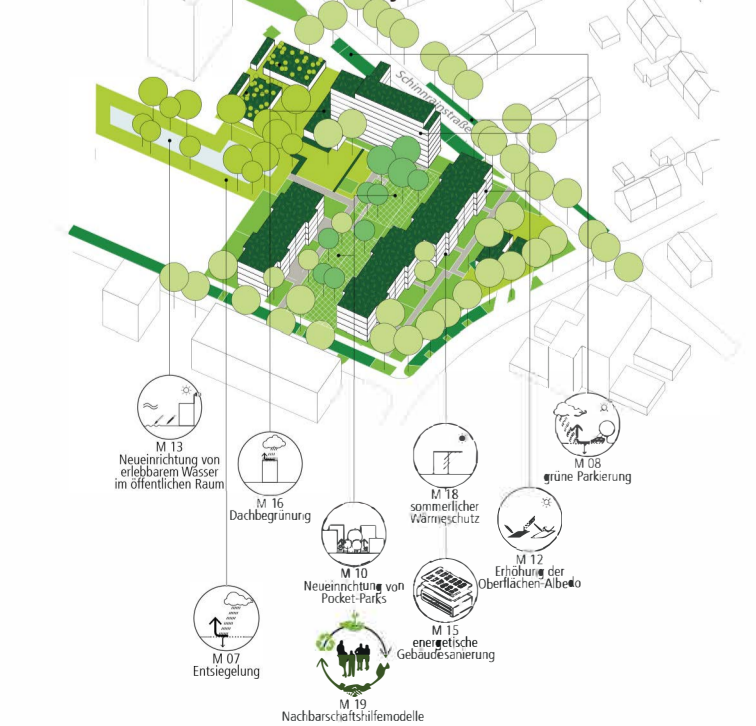 Schinnrainstraße
M 13
Neueinrichtung von
erlebbarem Wasser
im öffentlichen Raum
M 16
Dachbegrünung
M 18
sommerlicher
Wärmeschutz
M 08
grüne Parkierung
M 10
Neueinrichtung von
Pocket-Parks
M 12
Erhöhung der
Oberflächen-Albedo
M 07
Entsiegelung
M 15
energetische
Gebäudesanierung
M 19
Nachbarschaftshilfemodelle